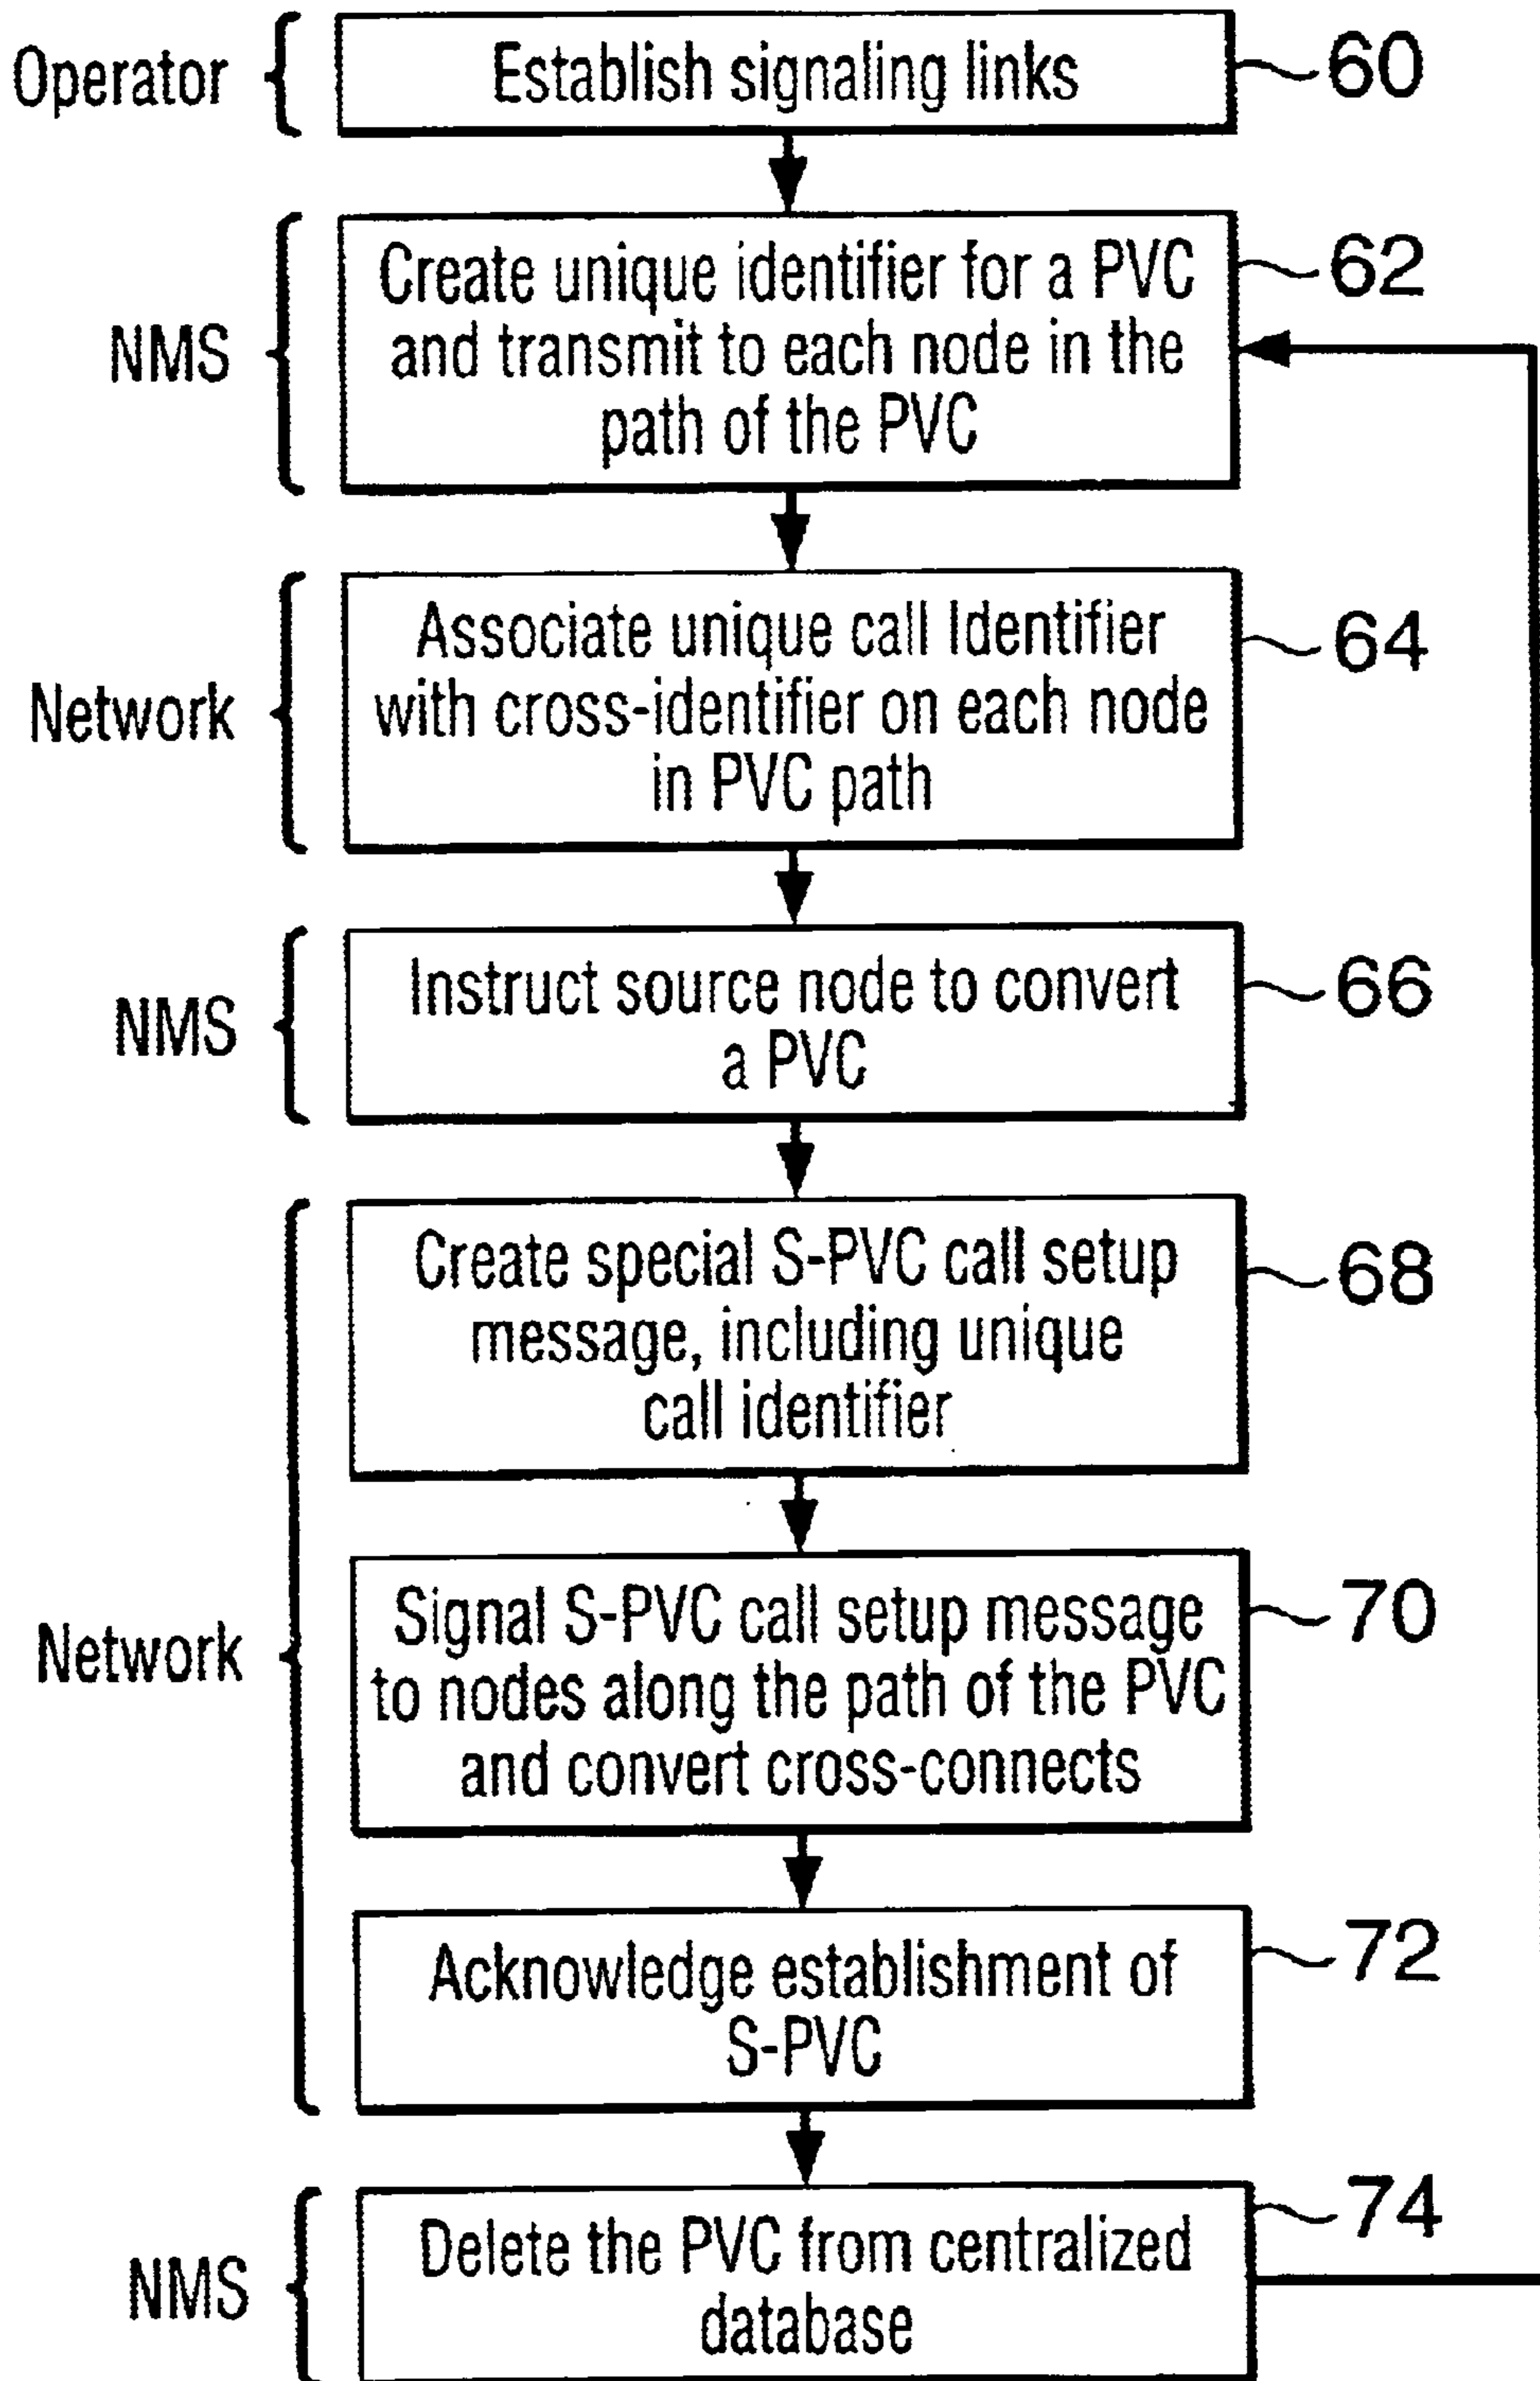 Operator
Establish signaling links
60
NMS
Create unique identifier for a PVC
and transmit to each node in the
path of the PVC
62
Network
Associate unique call Identifier
with cross-identifier on each node
in PVC path
64
NMS
Instruct source node to convert
a PVC
66
Network
Create special S-PVC call setup
message, including unique
call identifier
68
Signal S-PVC call setup message
to nodes along the path of the PVC
and convert cross-connects
70
Acknowledge establishment of
S-PVC
72
NMS
Delete the PVC from centralized
database
74